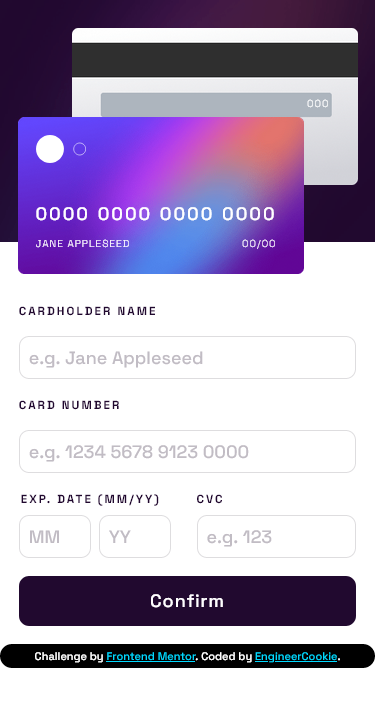 000
0000 0000 0000 0000
JANE APPLESEED 00/00
CARDHOLDER NAME
e.g. Jane Appleseed
CARD NUMBER
e.g. 1234 5678 9123 0000
EXP. DATE (MM/YY) CVC
MM YY e.g. 123
Confirm
Challenge by Frontend Mentor. Coded by EngineerCookie.